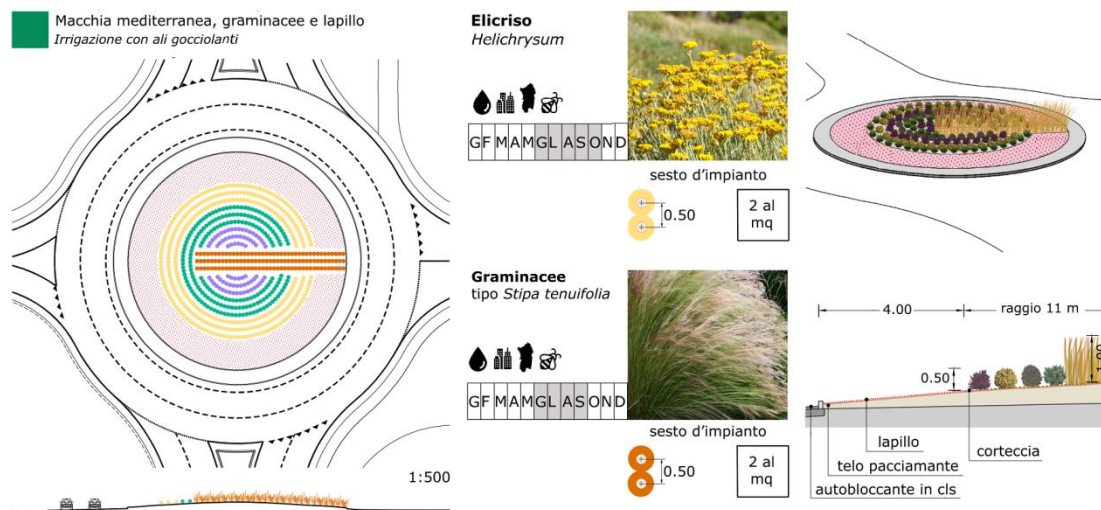 Macchia mediterranea, graminacee e lapillo
Irrigazione con ali gocciolanti
1:500
Elicriso
Helichrysum
GFMAMGLASOND
sesto d'impianto
0.50
2 al
mq
Graminacee
tipo Stipa tenuifolia
GFMAMGLASOND
sesto d'impianto
0.50
2 al
mq
4.00
raggio 11 m
0.50
lapillo
corteccia
telo pacciamante
autobloccante in cls